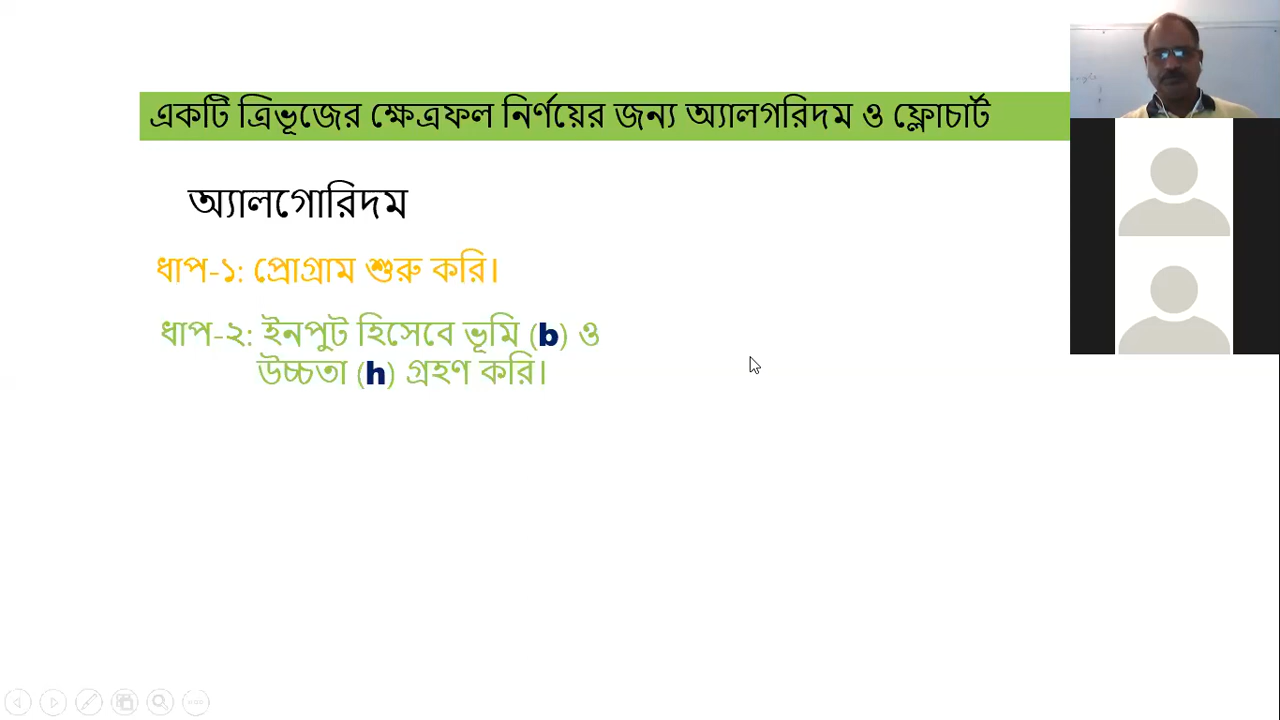 একটি ত্রিভূজের ক্ষেত্রফল নির্ণয়ের জন্য অ্যালগরিদম ও ফ্লোচার্ট
অ্যালগোরিদম
ধাপ-১: প্রোগ্রাম শুরু করি।
ধাপ-২: ইনপুট হিসেবে ভূমি (b) ও
উচ্চতা (h) গ্রহণ করি।